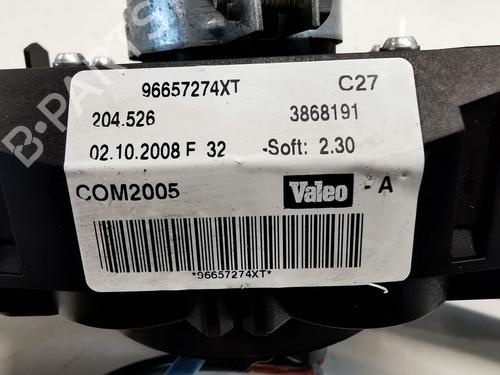 96657274XT C27
204.526 3868191
02.10.2008 F 32 -Soft: 2.30
COM2005 Valeo - A
*96657274XT*
B-PARTS